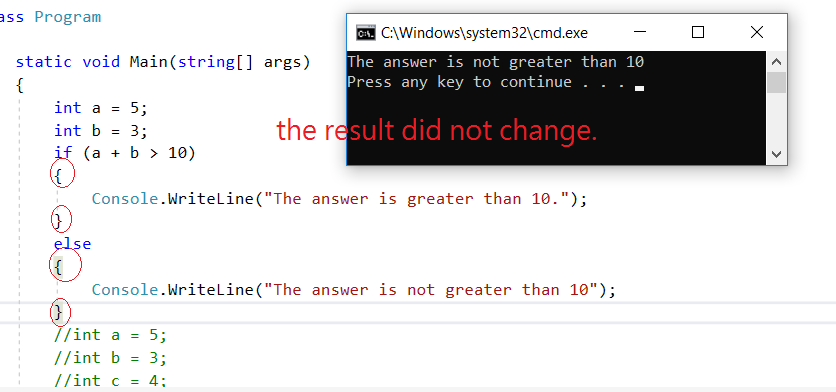 ass Program
C:\Windows\system32\cmd.exe
The answer is not greater than 10
Press any key to continue . . .
static void Main(string[] args)
{
int a = 5;
int b = 3;
the result did not change.
if (a + b > 10)
{
Console.WriteLine("The answer is greater than 10.");
}
else
{
Console.WriteLine("The answer is not greater than 10");
}
//int a = 5;
//int b = 3;
//int c = 4;